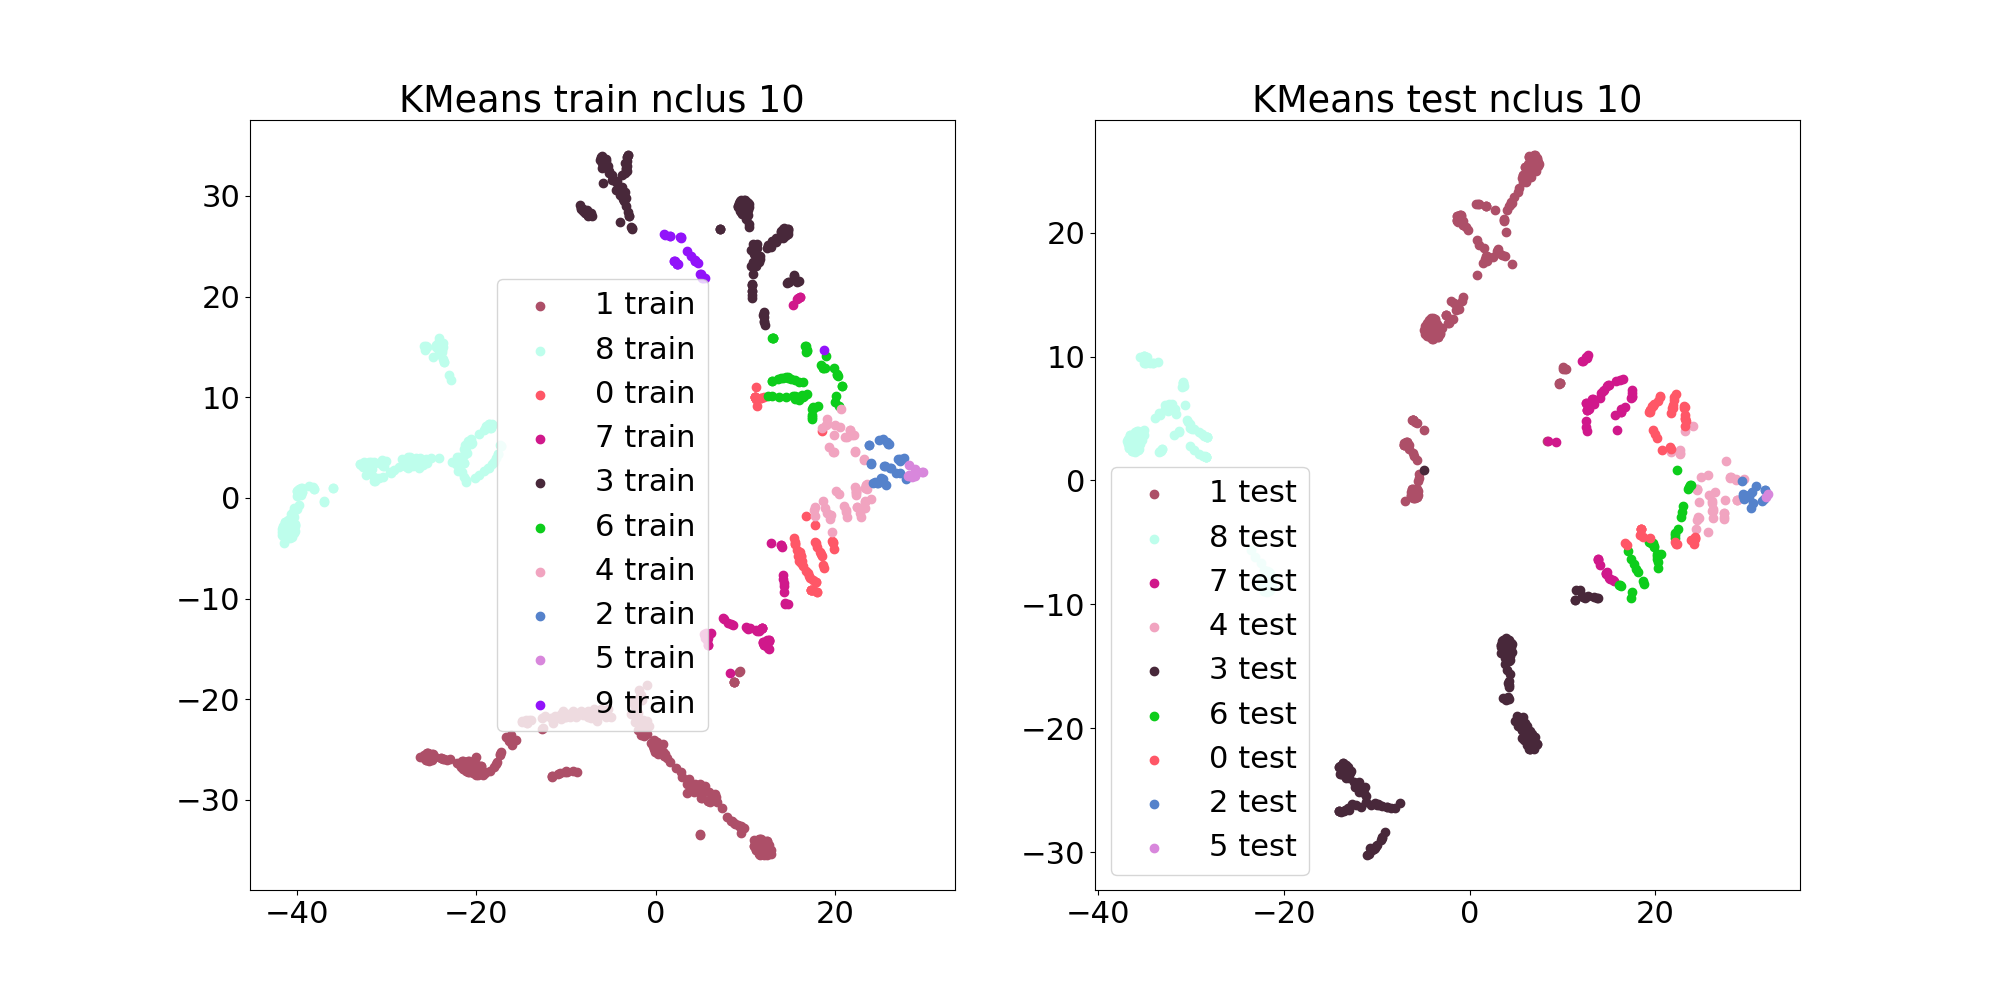 KMeans train nclus 10
30
20
10
0
−10
−20
−30
−40
−20
0
20
1 train
8 train
0 train
7 train
3 train
6 train
4 train
2 train
5 train
9 train
KMeans test nclus 10
20
10
0
−10
−20
−30
−40
−20
0
20
1 test
8 test
7 test
4 test
3 test
6 test
0 test
2 test
5 test